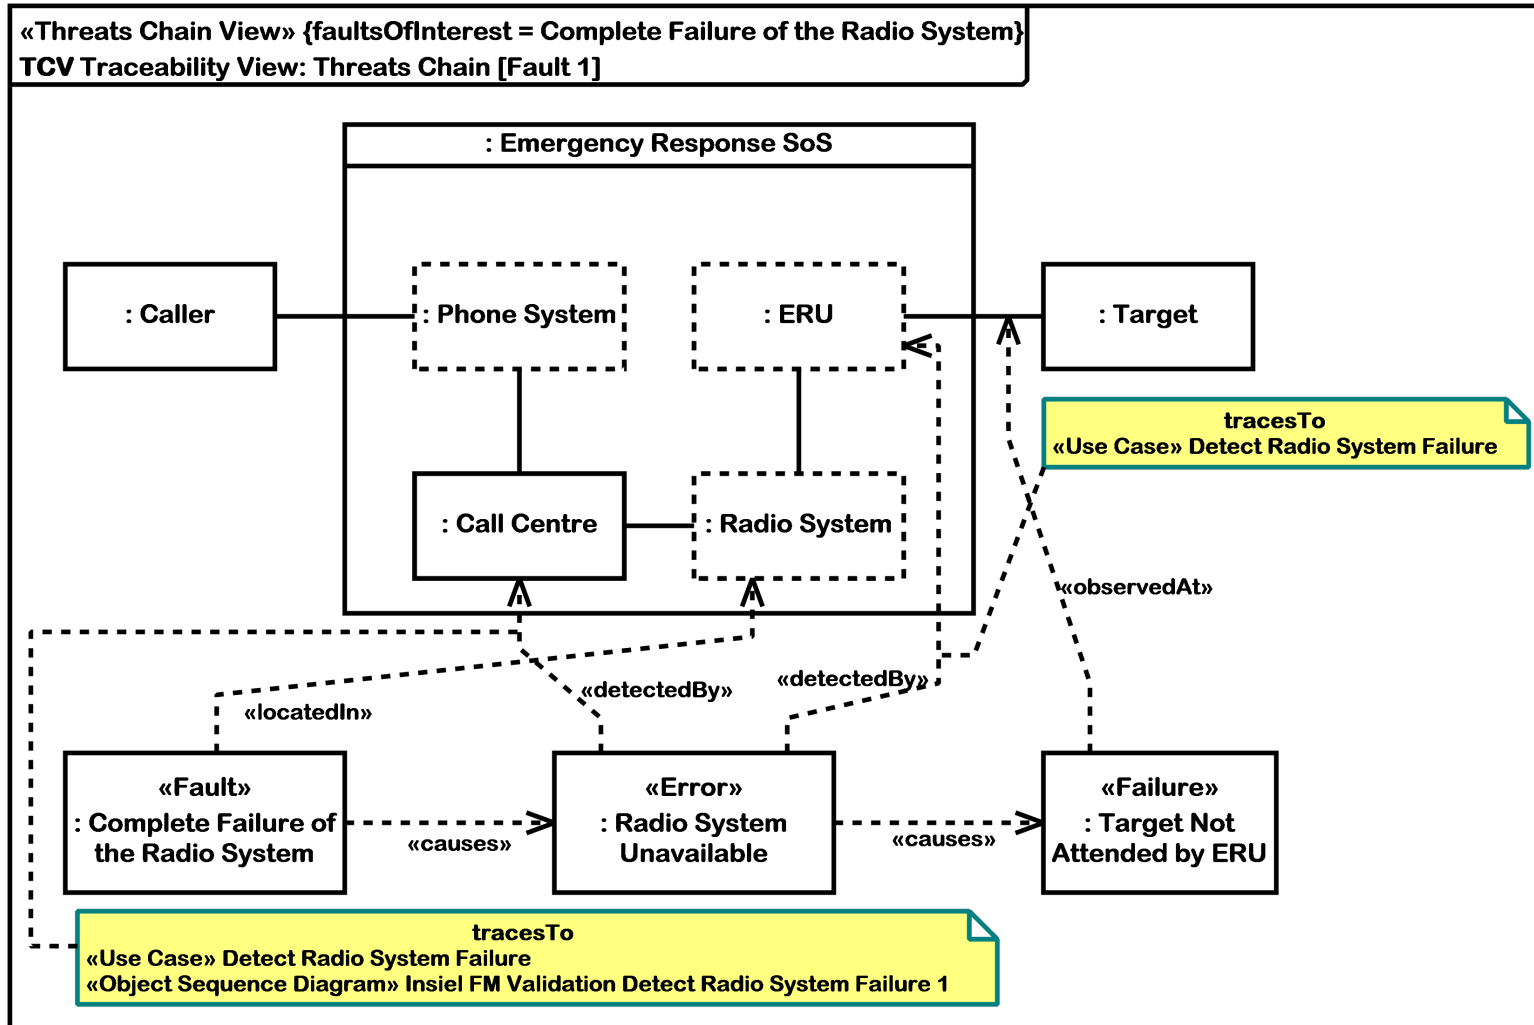 «Threats Chain View» {faultsOfInterest = Complete Failure of the Radio System}
TCV Traceability View: Threats Chain [Fault 1]
: Emergency Response SoS
: Caller
: Phone System
: ERU
: Target
tracesTo
«Use Case» Detect Radio System Failure
: Call Centre
: Radio System
«observedAt»
«detectedBy»
«detectedBy»
«locatedIn»
«Fault»
: Complete Failure of
the Radio System
«causes»
«Error»
: Radio System
Unavailable
«causes»
«Failure»
: Target Not
Attended by ERU
tracesTo
«Use Case» Detect Radio System Failure
«Object Sequence Diagram» Insiel FM Validation Detect Radio System Failure 1